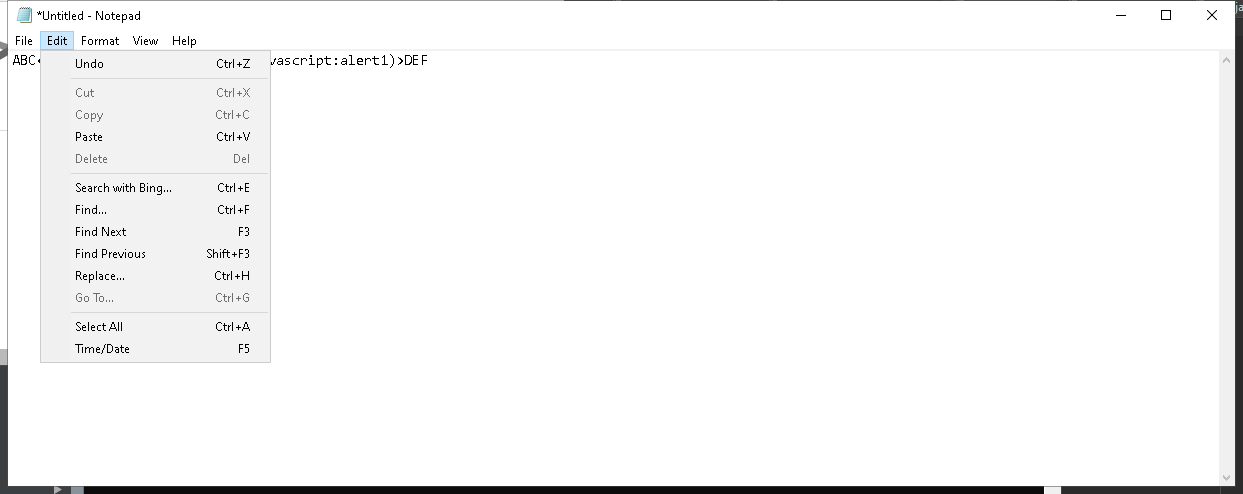 *Untitled - Notepad
File Edit Format View Help
ABC
vascript:alert1)>DEF
Undo Ctrl+Z
Cut Ctrl+X
Copy Ctrl+C
Paste Ctrl+V
Delete Del
Search with Bing... Ctrl+E
Find... Ctrl+F
Find Next F3
Find Previous Shift+F3
Replace... Ctrl+H
Go To... Ctrl+G
Select All Ctrl+A
Time/Date F5